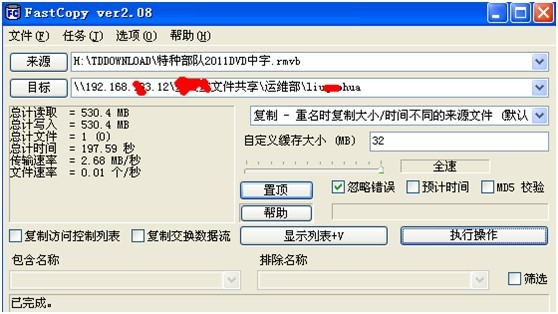 FastCopy ver2.08
文件(F) 任务(T) 选项(O) 帮助(H)
来源 H:\TDDOWNLOAD\特种部队2011DVD中字.rmvb
目标 \\192.168. 3.12\ 文件共享\运维部\liu hua
总计读取 = 530.4 MB
总计写入 = 530.4 MB
总计文件 = 1 (0)
总计时间 = 197.59 秒
传输速率 = 2.68 MB/秒
文件速率 = 0.01 个/秒
复制 - 重名时复制大小/时间不同的来源文件 (默认
自定义缓存大小 (MB) 32
全速
置顶 忽略错误 预计时间 MD5 校验
帮助
复制访问控制列表 复制交换数据流 显示列表+V 执行操作
包含名称 排除名称
筛选
已完成。